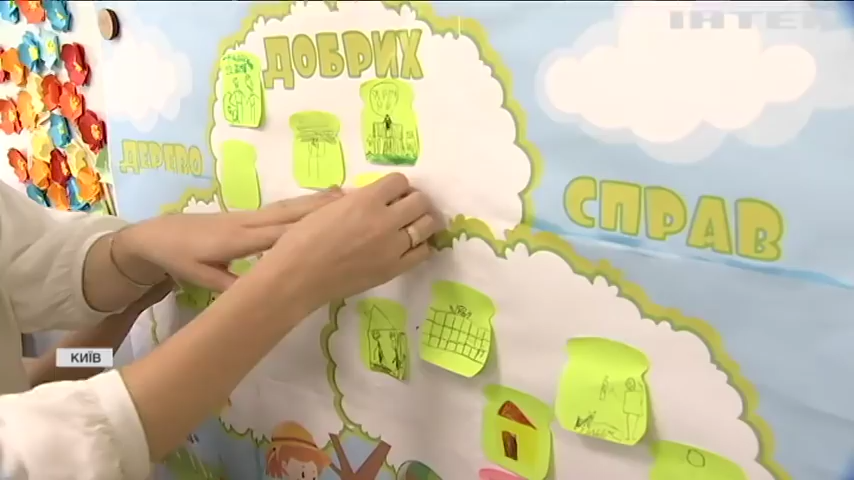 ІНТЕР
ДОБРИХ
ДЕРЕВО
СПРАВ
КИЇВ